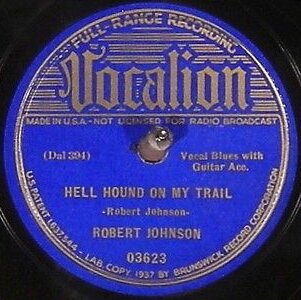 FULL-RANGE RECORDING
Vocalion
MADE IN U.S.A.-NOT LICENSED FOR RADIO BROADCAST
(Dal 394)
Vocal Blues with
Guitar Acc.
HELL HOUND ON MY TRAIL
-Robert Johnson-
ROBERT JOHNSON
03623
U.S. PATENT 1637544 - LAB COPY 1937 BY BRUNSWICK RECORD CORPORATION